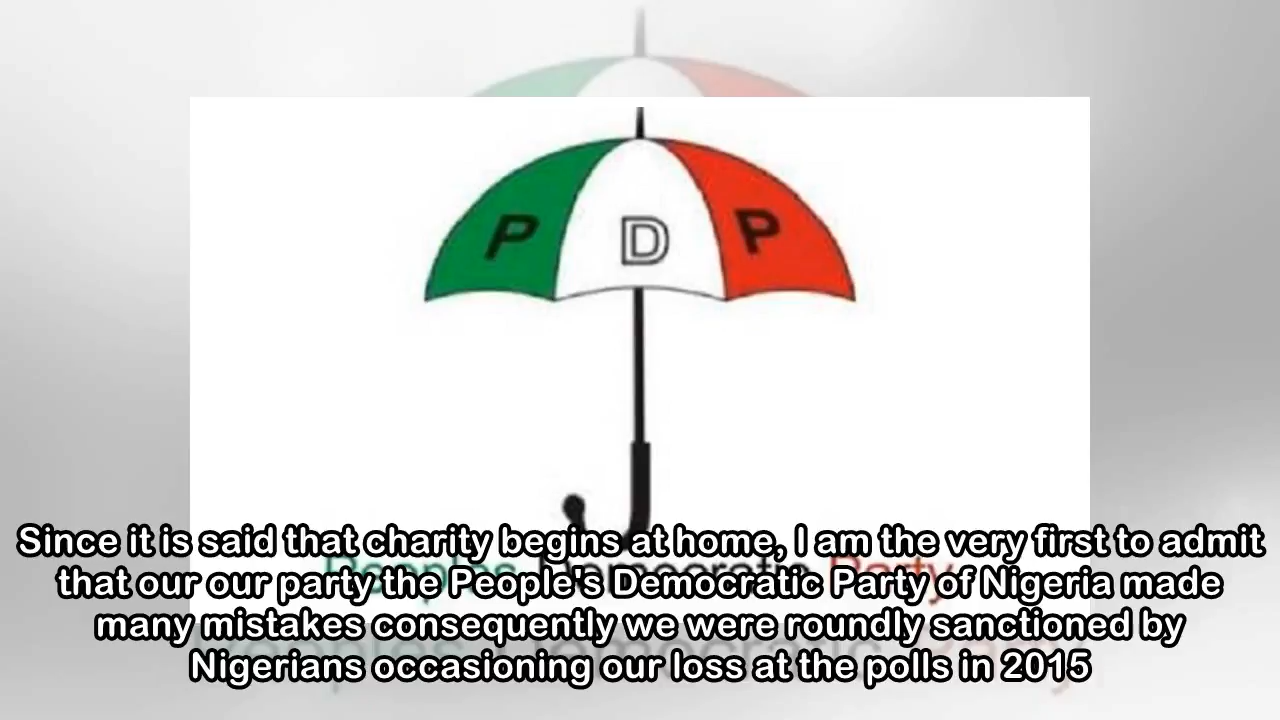 P D P
Since it is said that charity begins at home, I am the very first to admit
that our our party the People's Democratic Party of Nigeria made
many mistakes consequently we were roundly sanctioned by
Nigerians occasioning our loss at the polls in 2015